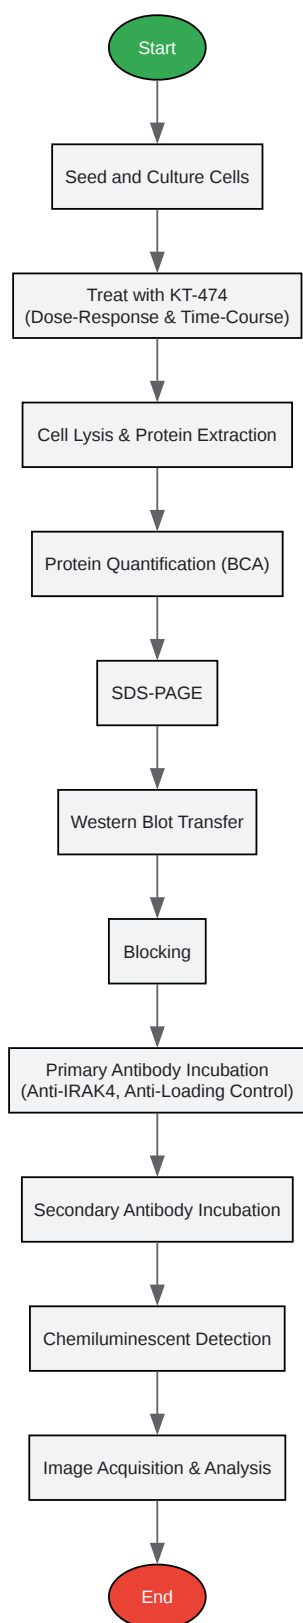 Start
Seed and Culture Cells
Treat with KT-474
(Dose-Response & Time-Course)
Cell Lysis & Protein Extraction
Protein Quantification (BCA)
SDS-PAGE
Western Blot Transfer
Blocking
Primary Antibody Incubation
(Anti-IRAK4, Anti-Loading Control)
Secondary Antibody Incubation
Chemiluminescent Detection
Image Acquisition & Analysis
End